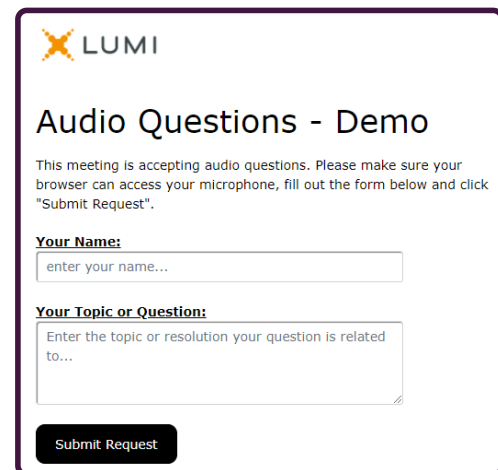 LUMI
Audio Questions - Demo
This meeting is accepting audio questions. Please make sure your
browser can access your microphone, fill out the form below and click
"Submit Request".
Your Name:
enter your name...
Your Topic or Question:
Enter the topic or resolution your question is related
to...
Submit Request